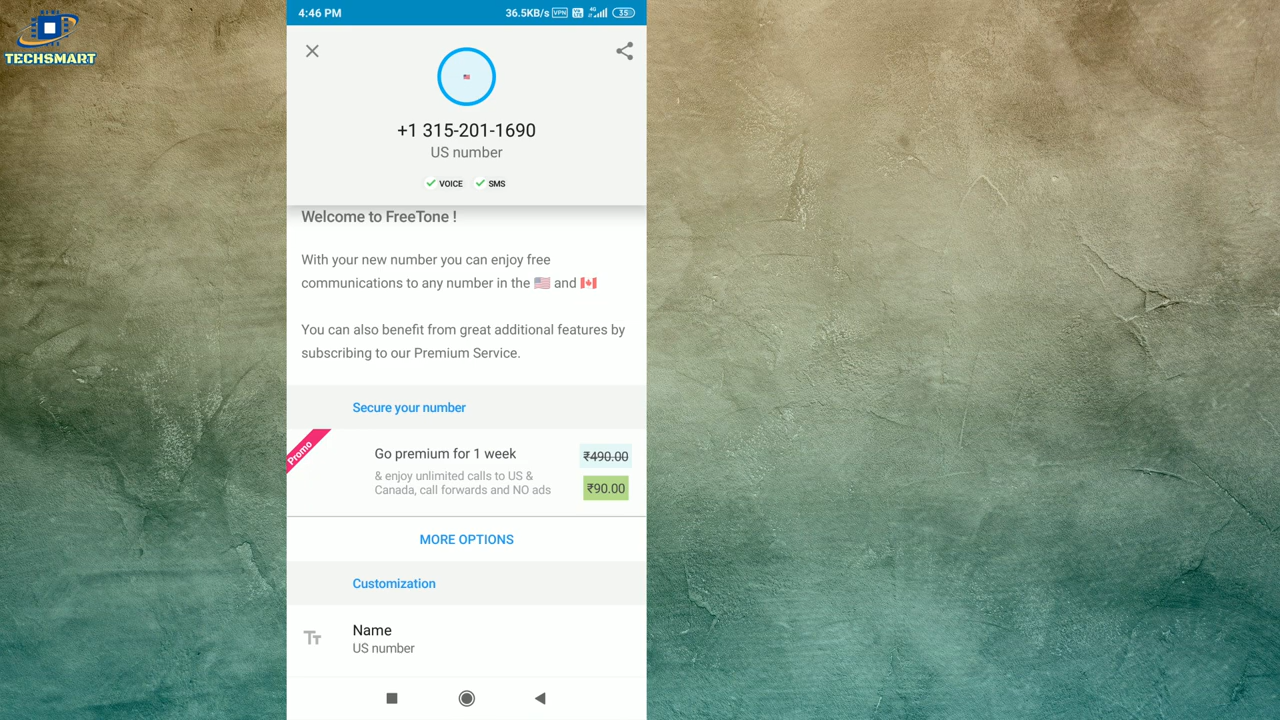 TECHSMART
4:46 PM
36.5KB/s VPN 4G 35
+1 315-201-1690
US number
VOICE SMS
Welcome to FreeTone !
With your new number you can enjoy free
communications to any number in the 🇺🇸 and 🇨🇦
You can also benefit from great additional features by
subscribing to our Premium Service.
Secure your number
Promo
Go premium for 1 week
₹490.00
& enjoy unlimited calls to US &
Canada, call forwards and NO ads
₹90.00
MORE OPTIONS
Customization
Tт
Name
US number